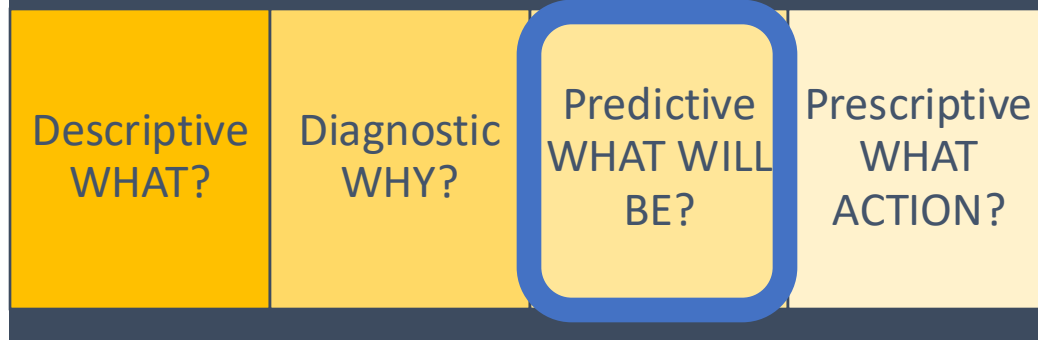 Descriptive
WHAT?
Diagnostic
WHY?
Predictive
WHAT WILL
BE?
Prescriptive
WHAT
ACTION?